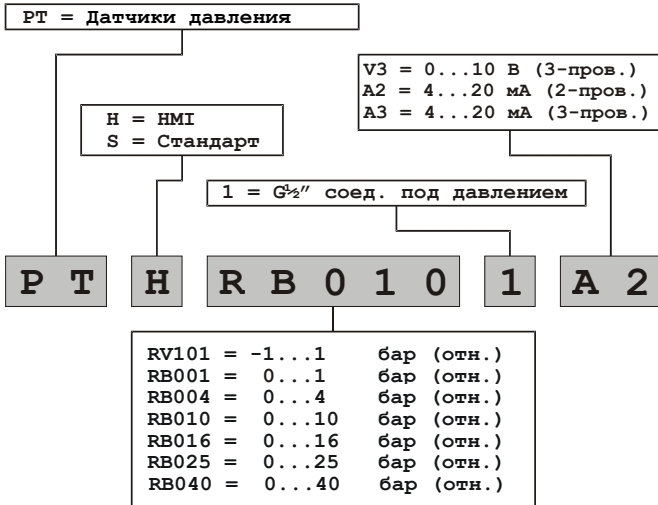 PT = Датчики давления
V3 = 0...10 В (3-пров.)
A2 = 4...20 мА (2-пров.)
A3 = 4...20 мА (3-пров.)
H = HMI
S = Стандарт
1 = G½″ соед. под давлением
P T H R B 0 1 0 1 A 2
RV101 = -1...1 бар (отн.)
RB001 = 0...1 бар (отн.)
RB004 = 0...4 бар (отн.)
RB010 = 0...10 бар (отн.)
RB016 = 0...16 бар (отн.)
RB025 = 0...25 бар (отн.)
RB040 = 0...40 бар (отн.)